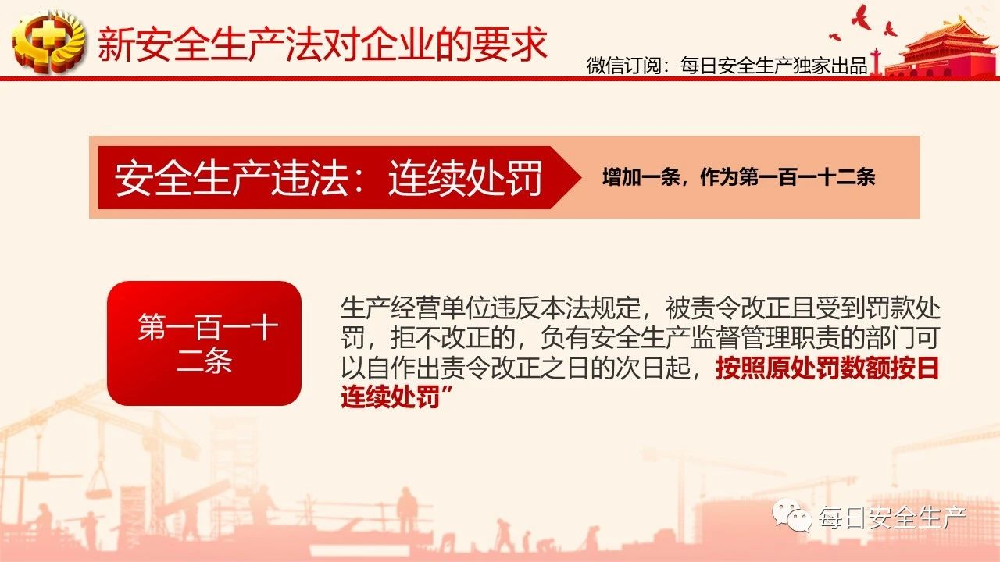 新安全生产法对企业的要求
微信订阅：每日安全生产独家出品
安全生产违法：连续处罚
增加一条，作为第一百一十二条
第一百一十
二条
生产经营单位违反本法规定，被责令改正且受到罚款处
罚，拒不改正的，负有安全生产监督管理职责的部门可
以自作出责令改正之日的次日起，按照原处罚数额按日
连续处罚”
每日安全生产